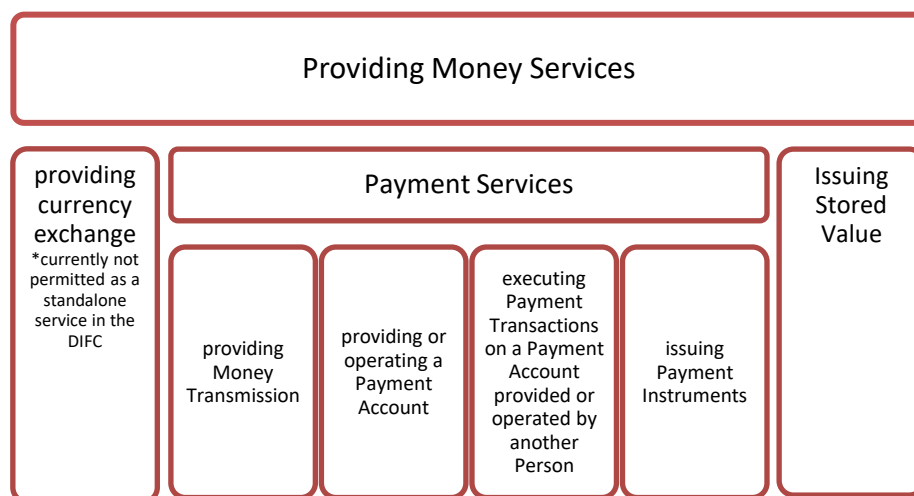 Providing Money Services
providing
currency
exchange
*currently not
permitted as a
standalone
service in the
DIFC
Payment Services
providing
Money
Transmission
providing or
operating a
Payment
Account
executing
Payment
Transactions
on a Payment
Account
provided or
operated by
another
Person
issuing
Payment
Instruments
Issuing
Stored
Value